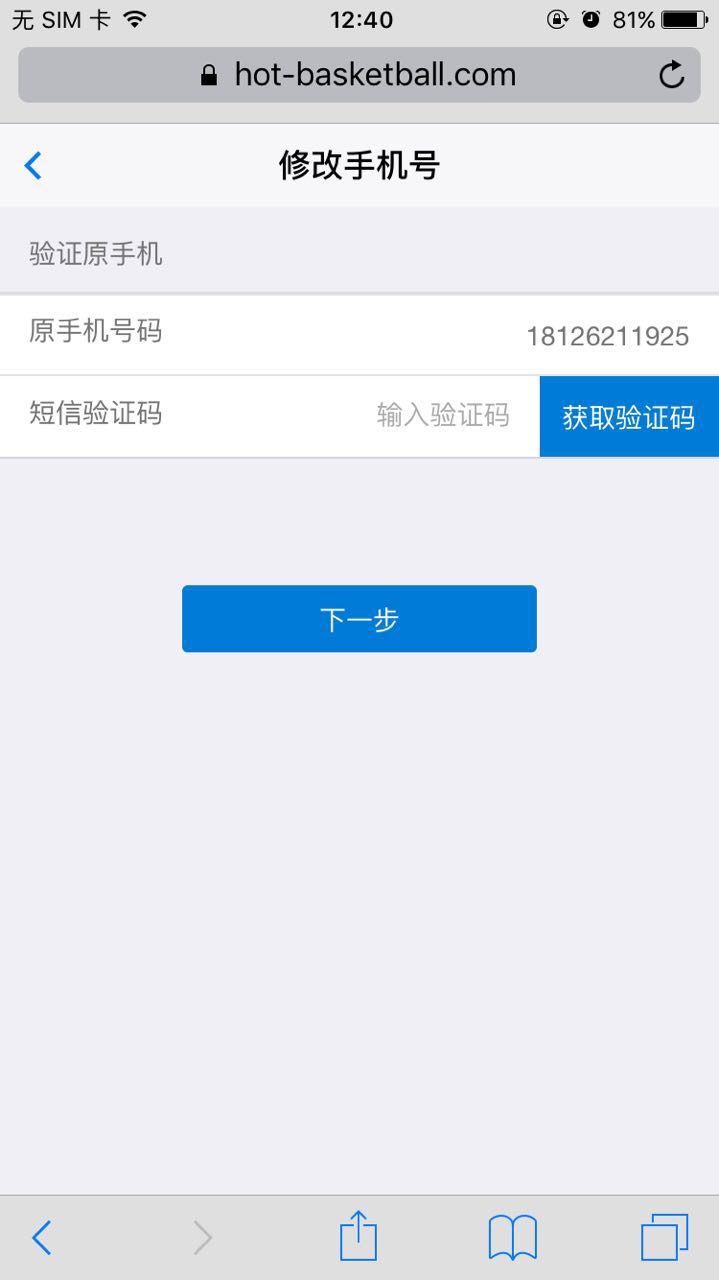 无 SIM 卡 12:40 81%
hot-basketball.com
修改手机号
验证原手机
原手机号码 18126211925
短信验证码 输入验证码 获取验证码
下一步